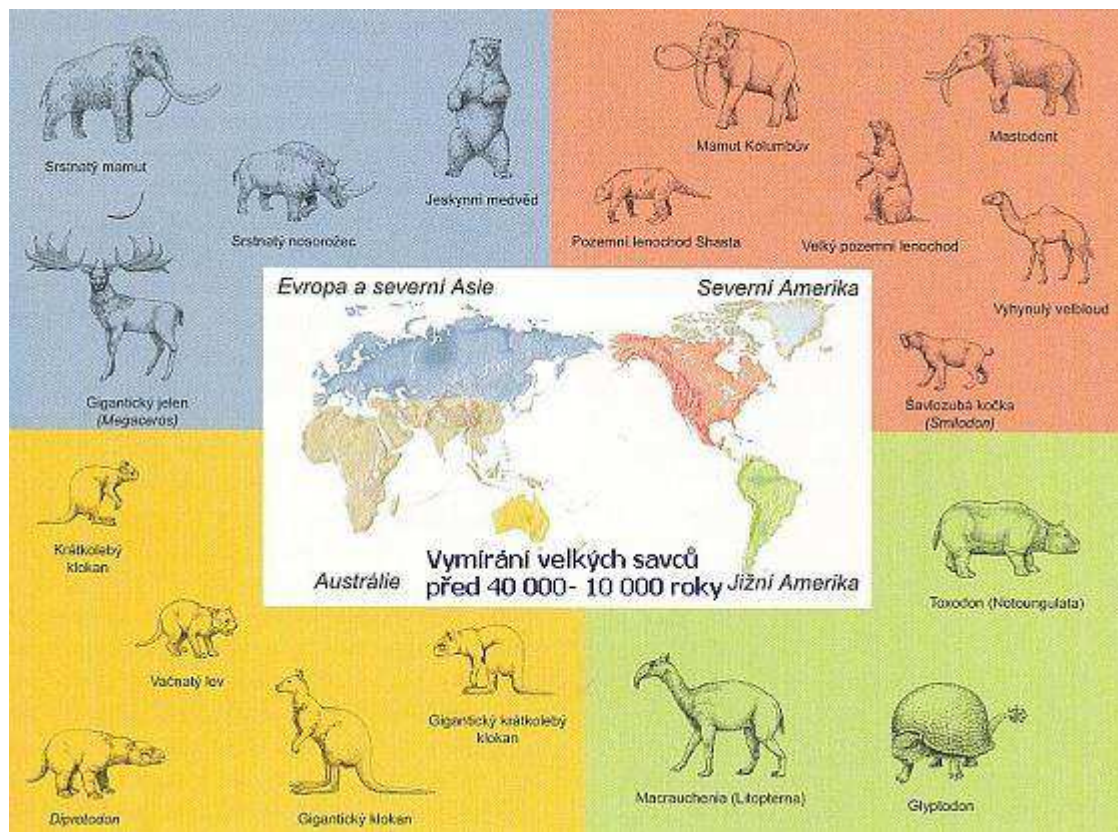 Srstnatý mamut
Srstnatý nosorožec
Jeskynní medvěd
Gigantický jelen
(Megaceros)
Mamut Kolumbův
Mastodont
Pozemní lenochod Shasta
Velký pozemní lenochod
Vyhynulý velbloud
Šavlozubá kočka
(Smilodon)
Evropa a severní Asie
Severní Amerika
Austrálie
Vymírání velkých savců
před 40 000- 10 000 roky
Jižní Amerika
Krátkolebý
klokan
Vačnatý lev
Gigantický krátkolebý
klokan
Diprotodon
Gigantický klokan
Toxodon (Notoungulata)
Macrauchenia (Litopterna)
Glyptodon